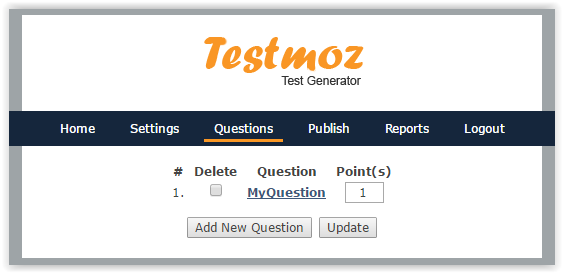 Testmoz
Test Generator
Home Settings Questions Publish Reports Logout
# Delete Question Point(s)
1. MyQuestion 1
Add New Question Update